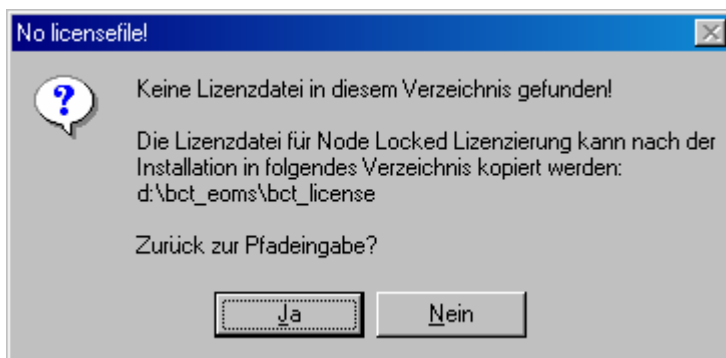 No licensefile!
Keine Lizenzdatei in diesem Verzeichnis gefunden!
Die Lizenzdatei für Node Locked Lizenzierung kann nach der
Installation in folgendes Verzeichnis kopiert werden:
d:\bct_eoms\bct_license
Zurück zur Pfadeingabe?
Ja
Nein